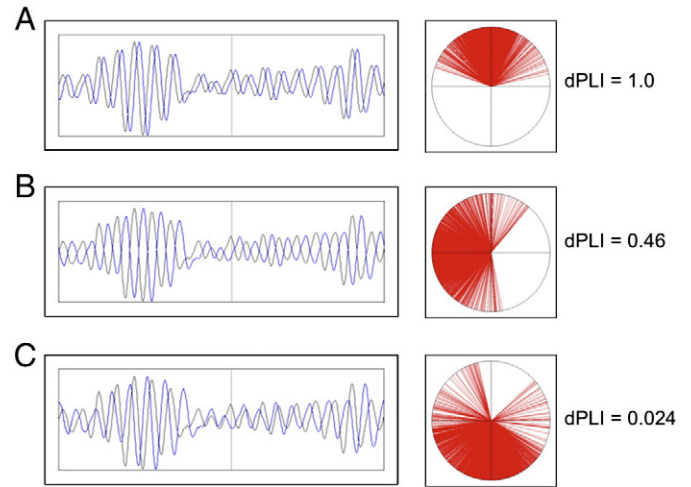 A
dPLI = 1.0
B
dPLI = 0.46
C
dPLI = 0.024